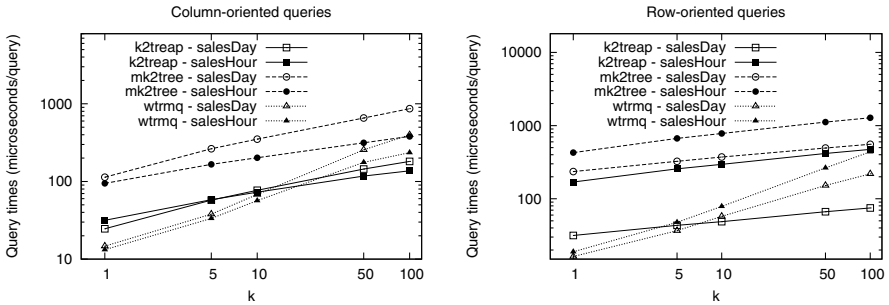 Column-oriented queries
Query times (microseconds/query)
1000
100
10
k2treap - salesDay
k2treap - salesHour
mk2tree - salesDay
mk2tree - salesHour
wtrmq - salesDay
wtrmq - salesHour
1 5 10 50 100
k
Row-oriented queries
Query times (microseconds/query)
10000
1000
100
k2treap - salesDay
k2treap - salesHour
mk2tree - salesDay
mk2tree - salesHour
wtrmq - salesDay
wtrmq - salesHour
1 5 10 50 100
k